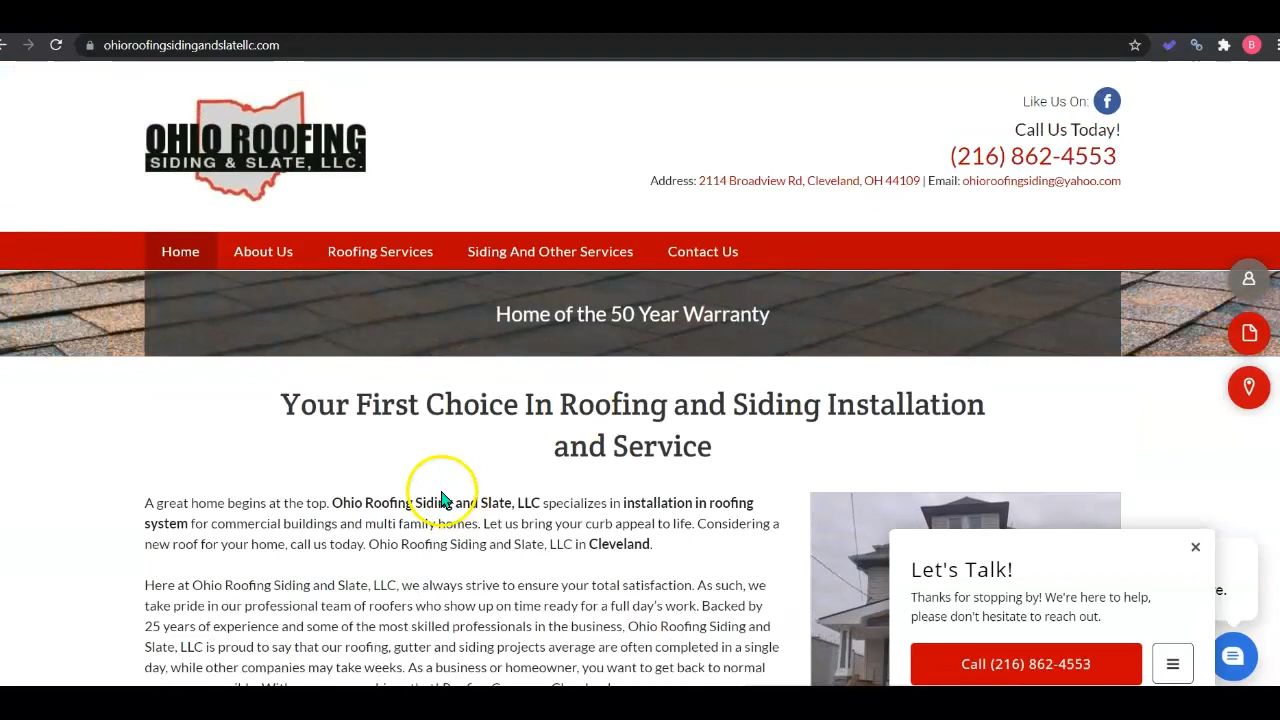 ohioroofingsidingandslatellc.com
B
OHIO ROOFING
SIDING & SLATE, LLC.
Like Us On:
f
Call Us Today!
(216) 862-4553
Address: 2114 Broadview Rd, Cleveland, OH 44109 | Email: ohioroofingsiding@yahoo.com
Home About Us Roofing Services Siding And Other Services Contact Us
Home of the 50 Year Warranty
Your First Choice In Roofing and Siding Installation
and Service
A great home begins at the top. Ohio Roofing Siding and Slate, LLC specializes in installation in roofing
system for commercial buildings and multi family homes. Let us bring your curb appeal to life. Considering a
new roof for your home, call us today. Ohio Roofing Siding and Slate, LLC in Cleveland.
Here at Ohio Roofing Siding and Slate, LLC, we always strive to ensure your total satisfaction. As such, we
take pride in our professional team of roofers who show up on time ready for a full day's work. Backed by
25 years of experience and some of the most skilled professionals in the business, Ohio Roofing Siding and
Slate, LLC is proud to say that our roofing, gutter and siding projects average are often completed in a single
day, while other companies may take weeks. As a business or homeowner, you want to get back to normal
Let's Talk!
Thanks for stopping by! We're here to help,
please don't hesitate to reach out.
Call (216) 862-4553